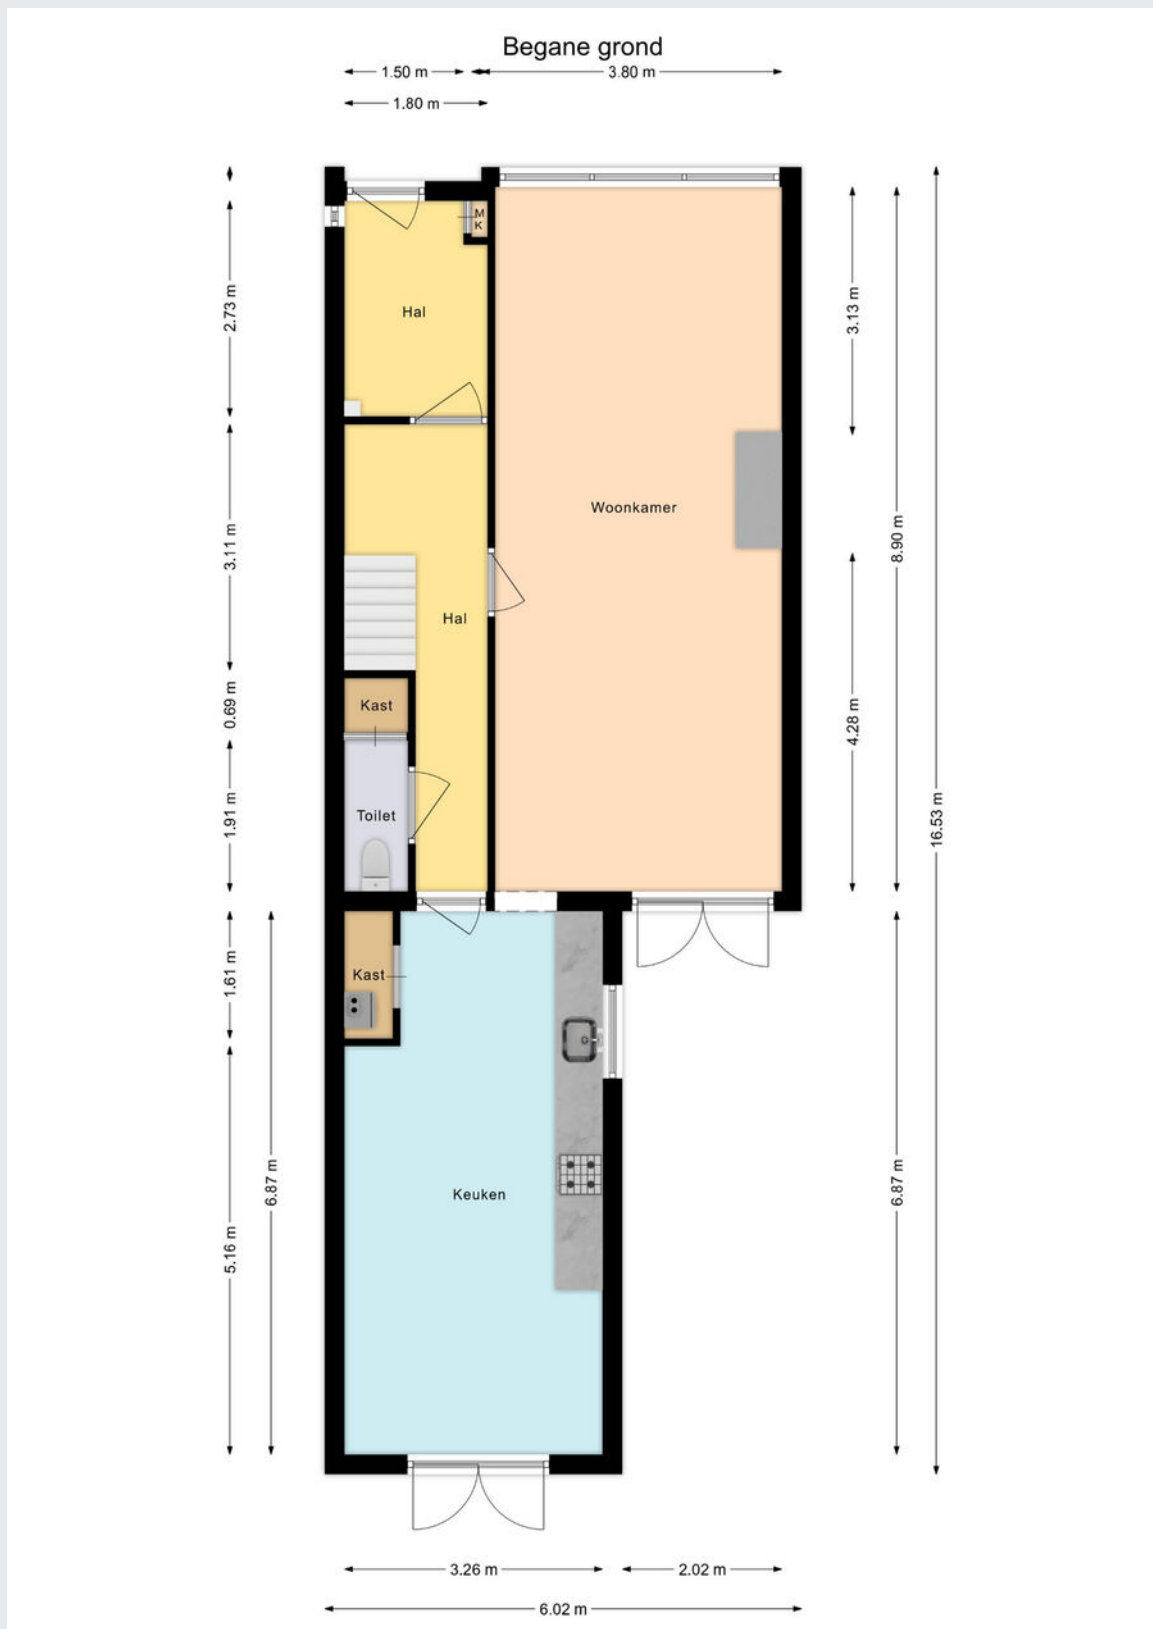 Begane grond
1.50 m
3.80 m
1.80 m
M
K
2.73 m
Hal
3.13 m
Woonkamer
3.11 m
8.90 m
Hal
0.69 m
Kast
4.28 m
1.91 m
Toilet
16.53 m
1.61 m
Kast
6.87 m
Keuken
6.87 m
5.16 m
3.26 m
2.02 m
6.02 m